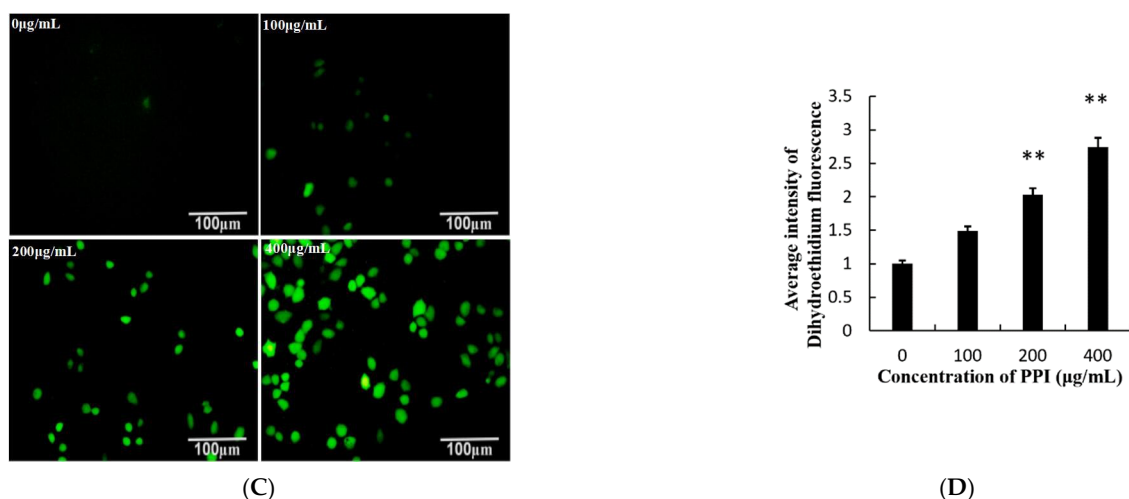 0μg/mL
100μg/mL
100μm
100μm
200μg/mL
400μg/mL
100μm
100μm
(C)
Average intensity of
Dihydroethidium fluorescence
3.5
3
2.5
2
1.5
1
0.5
0
**
**
0 100 200 400
Concentration of PPI (μg/mL)
(D)